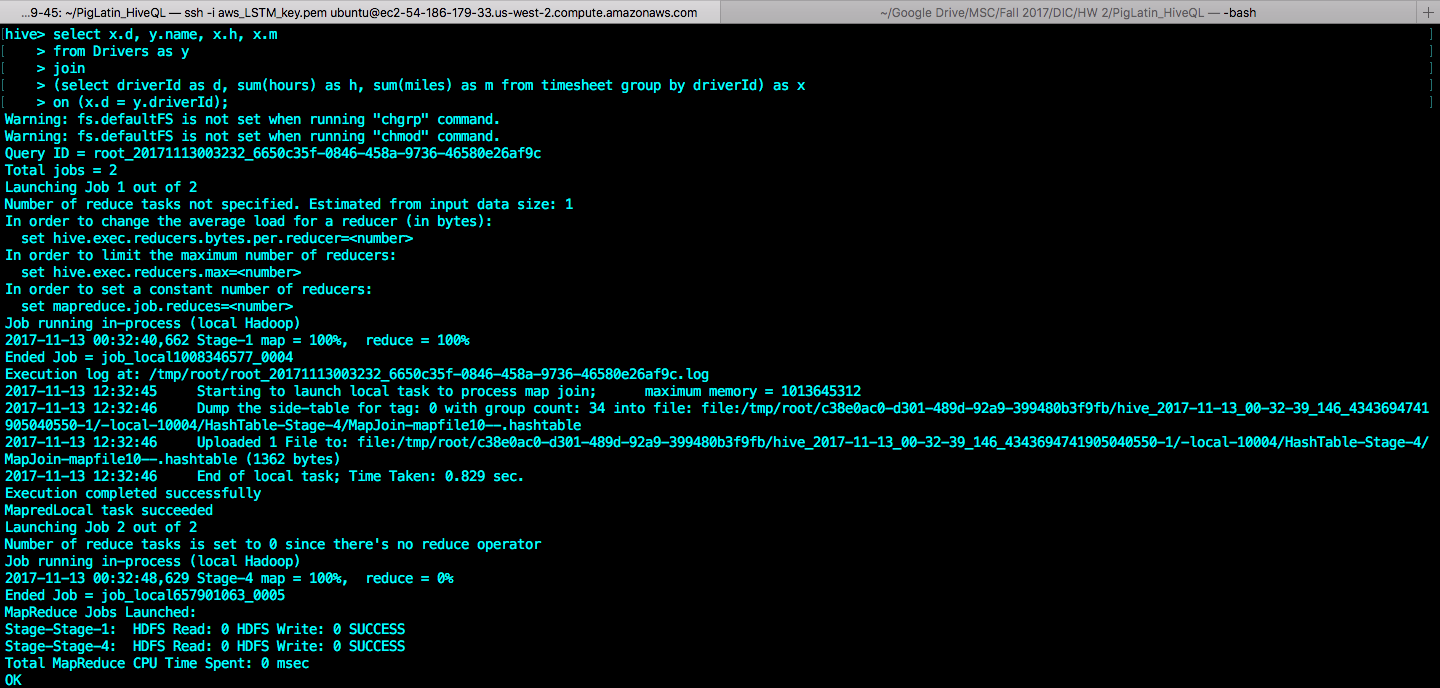 ...9-45: ~/PigLatin_HiveQL — ssh -i aws_LSTM_key.pem ubuntu@ec2-54-186-179-33.us-west-2.compute.amazonaws.com
~/Google Drive/MSC/Fall 2017/DIC/HW 2/PigLatin_HiveQL — -bash
+
[hive> select x.d, y.name, x.h, x.m ]
[    > from Drivers as y ]
[    > join ]
[    > (select driverId as d, sum(hours) as h, sum(miles) as m from timesheet group by driverId) as x ]
[    > on (x.d = y.driverId); ]
Warning: fs.defaultFS is not set when running "chgrp" command.
Warning: fs.defaultFS is not set when running "chmod" command.
Query ID = root_20171113003232_6650c35f-0846-458a-9736-46580e26af9c
Total jobs = 2
Launching Job 1 out of 2
Number of reduce tasks not specified. Estimated from input data size: 1
In order to change the average load for a reducer (in bytes):
  set hive.exec.reducers.bytes.per.reducer=<number>
In order to limit the maximum number of reducers:
  set hive.exec.reducers.max=<number>
In order to set a constant number of reducers:
  set mapreduce.job.reduces=<number>
Job running in-process (local Hadoop)
2017-11-13 00:32:40,662 Stage-1 map = 100%,  reduce = 100%
Ended Job = job_local1008346577_0004
Execution log at: /tmp/root/root_20171113003232_6650c35f-0846-458a-9736-46580e26af9c.log
2017-11-13 12:32:45     Starting to launch local task to process map join;      maximum memory = 1013645312
2017-11-13 12:32:46     Dump the side-table for tag: 0 with group count: 34 into file: file:/tmp/root/c38e0ac0-d301-489d-92a9-399480b3f9fb/hive_2017-11-13_00-32-39_146_4343694741
905040550-1/-local-10004/HashTable-Stage-4/MapJoin-mapfile10--.hashtable
2017-11-13 12:32:46     Uploaded 1 File to: file:/tmp/root/c38e0ac0-d301-489d-92a9-399480b3f9fb/hive_2017-11-13_00-32-39_146_4343694741905040550-1/-local-10004/HashTable-Stage-4/
MapJoin-mapfile10--.hashtable (1362 bytes)
2017-11-13 12:32:46     End of local task; Time Taken: 0.829 sec.
Execution completed successfully
MapredLocal task succeeded
Launching Job 2 out of 2
Number of reduce tasks is set to 0 since there's no reduce operator
Job running in-process (local Hadoop)
2017-11-13 00:32:48,629 Stage-4 map = 100%,  reduce = 0%
Ended Job = job_local657901063_0005
MapReduce Jobs Launched:
Stage-Stage-1:  HDFS Read: 0 HDFS Write: 0 SUCCESS
Stage-Stage-4:  HDFS Read: 0 HDFS Write: 0 SUCCESS
Total MapReduce CPU Time Spent: 0 msec
OK